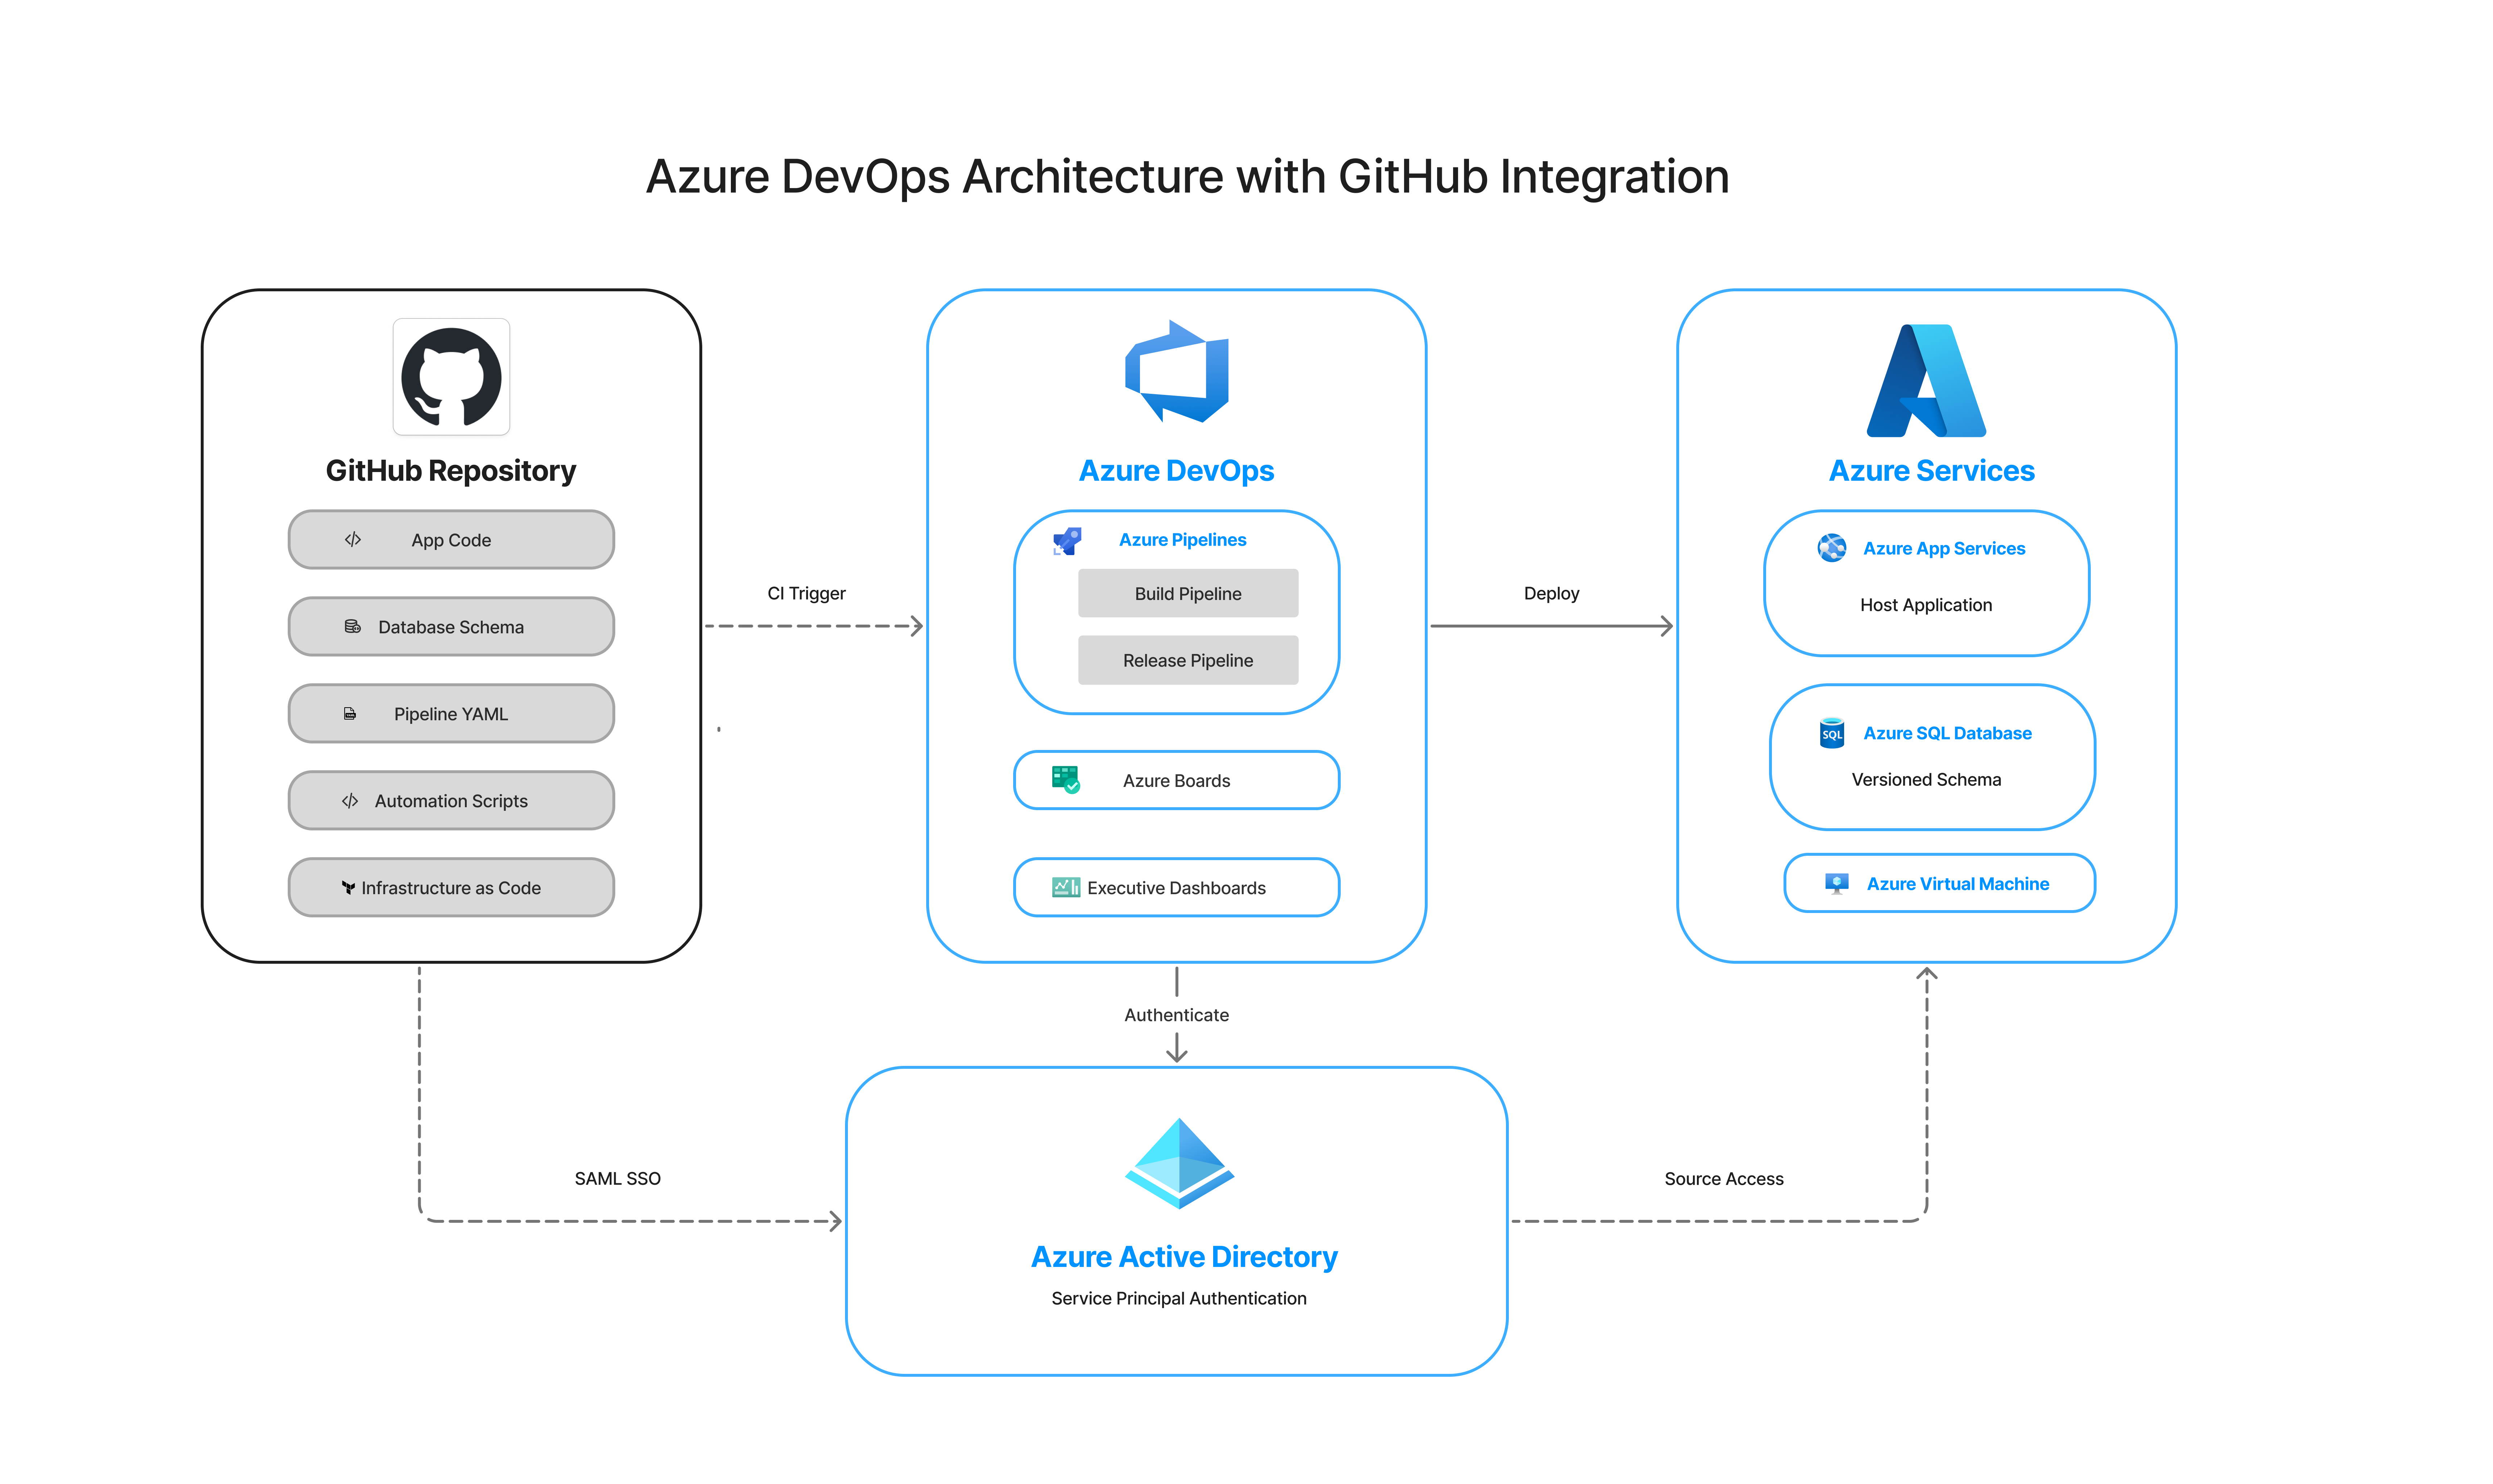 Azure DevOps Architecture with GitHub Integration
GitHub Repository
App Code
Database Schema
Pipeline YAML
Automation Scripts
Infrastructure as Code
CI Trigger
Azure DevOps
Azure Pipelines
Build Pipeline
Release Pipeline
Azure Boards
Executive Dashboards
Deploy
Azure Services
Azure App Services
Host Application
SQL
Azure SQL Database
Versioned Schema
Azure Virtual Machine
Authenticate
SAML SSO
Source Access
Azure Active Directory
Service Principal Authentication